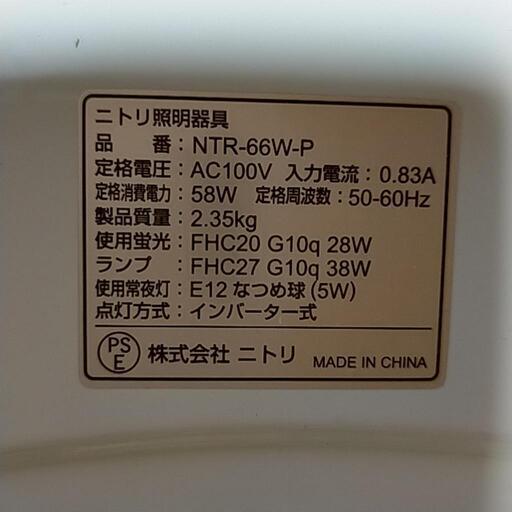 ニトリ照明器具
品 番：NTR-66W-P
定格電圧：AC100V 入力電流：0.83A
定格消費電力：58W 定格周波数：50-60Hz
製品質量：2.35kg
使用蛍光：FHC20 G10q 28W
ランプ：FHC27 G10q 38W
使用常夜灯：E12 なつめ球(5W)
点灯方式：インバーター式
PS E 株式会社 ニトリ MADE IN CHINA